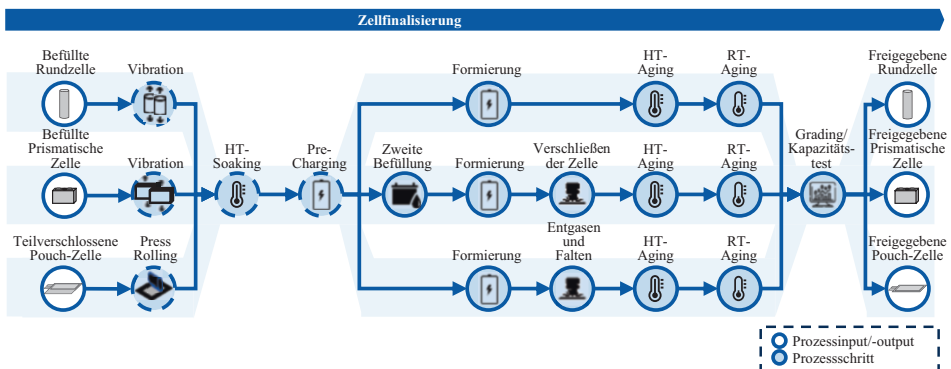 Zellfinalisierung
Befüllte
Rundzelle
Vibration
Formierung
HT-
Aging
RT-
Aging
Freigegebene
Rundzelle
Befüllte
Prismatische
Zelle
Vibration
HT-
Soaking
Pre-
Charging
Zweite
Befüllung
Formierung
Verschließen
der Zelle
HT-
Aging
RT-
Aging
Grading/
Kapazitäts-
test
Freigegebene
Prismatische
Zelle
Teilverschlossene
Pouch-Zelle
Press
Rolling
Formierung
Entgasen
und
Falten
HT-
Aging
RT-
Aging
Freigegebene
Pouch-Zelle
Prozessinput/-output
Prozessschritt